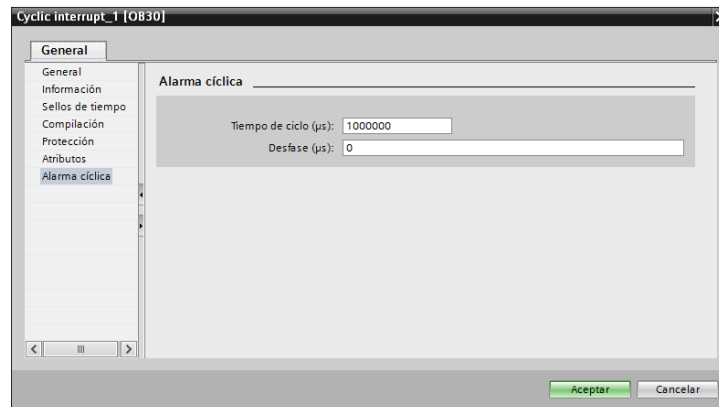 Cyclic interrupt_1 [OB30]
General
General
Información
Sellos de tiempo
Compilación
Protección
Atributos
Alarma cíclica
Alarma cíclica
Tiempo de ciclo (µs): 1000000
Desfase (µs): 0
Aceptar Cancelar